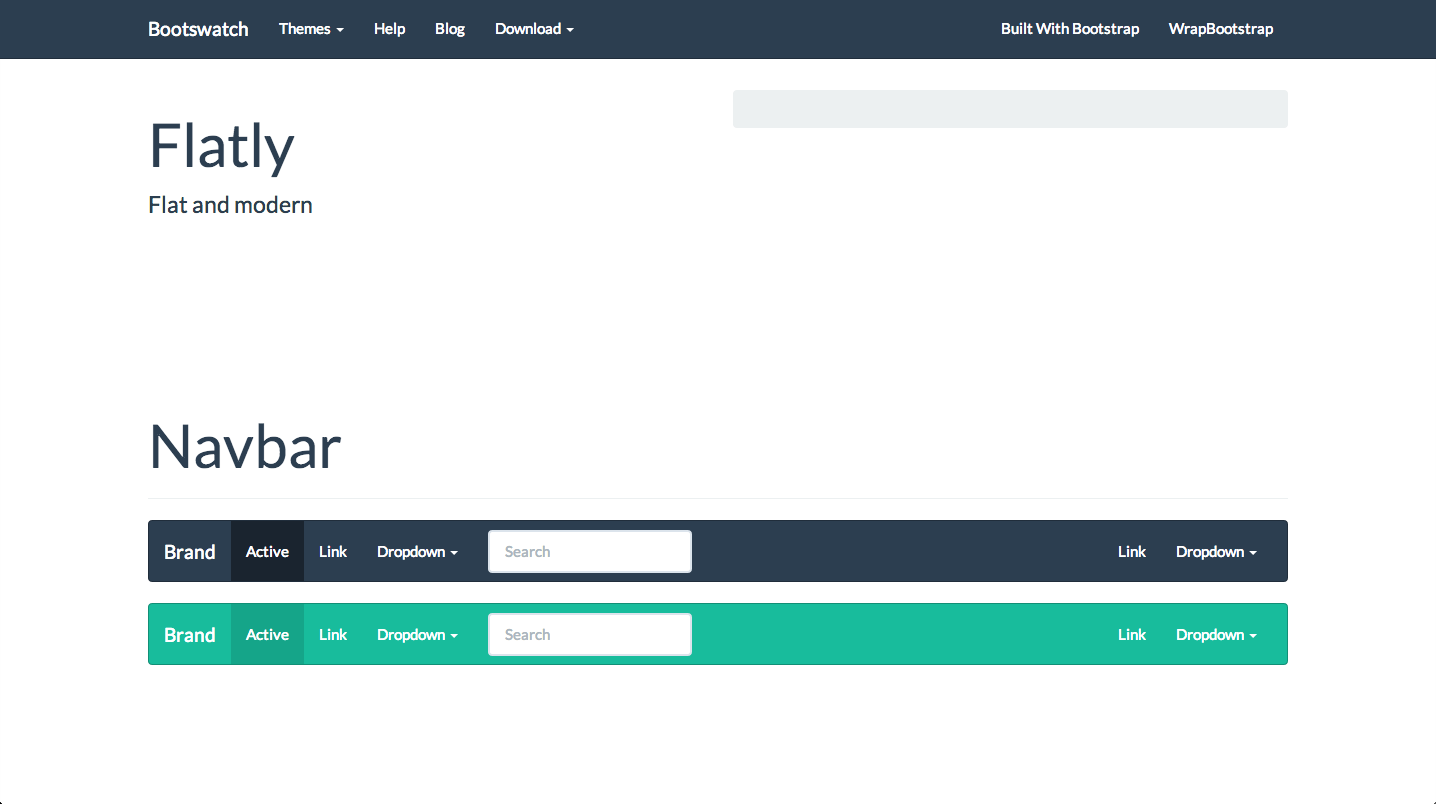 Bootswatch Themes Help Blog Download Built With Bootstrap WrapBootstrap
Flatly
Flat and modern
Navbar
Brand Active Link Dropdown Search Link Dropdown
Brand Active Link Dropdown Search Link Dropdown